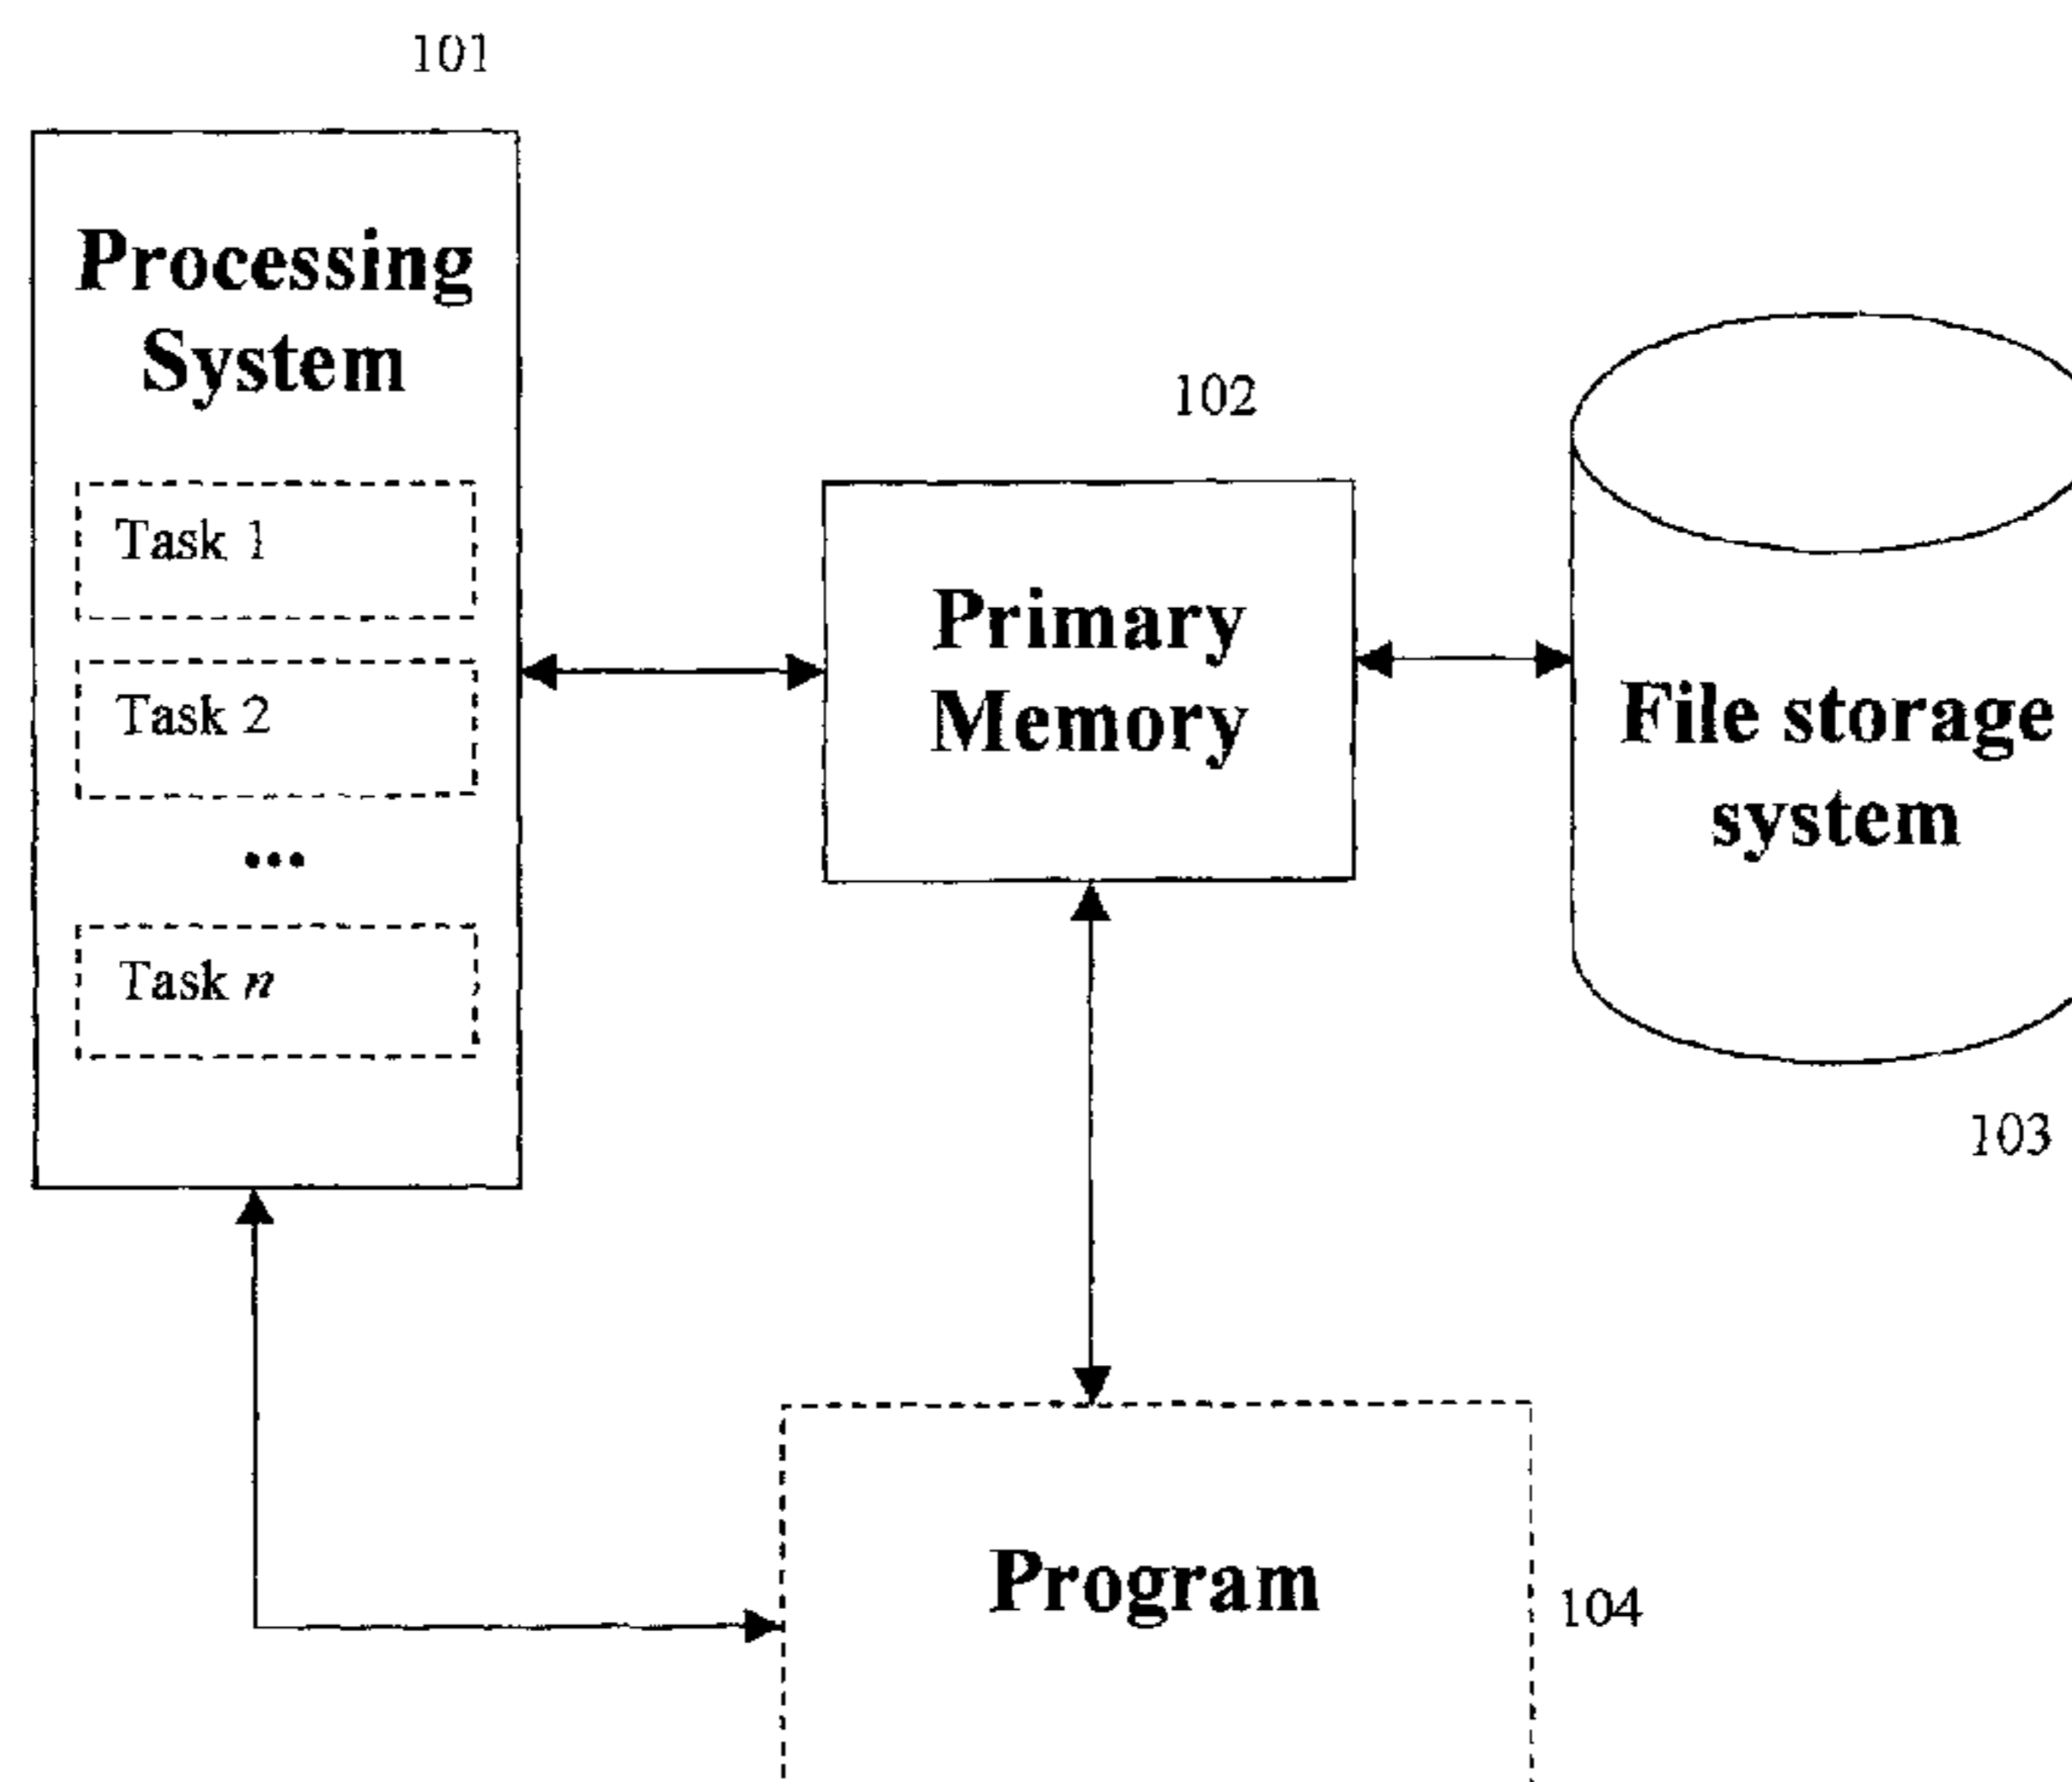 101
Processing
System
Task 1
Task 2
•••
Task n
102
Primary
Memory
File storage
system
103
Program
104